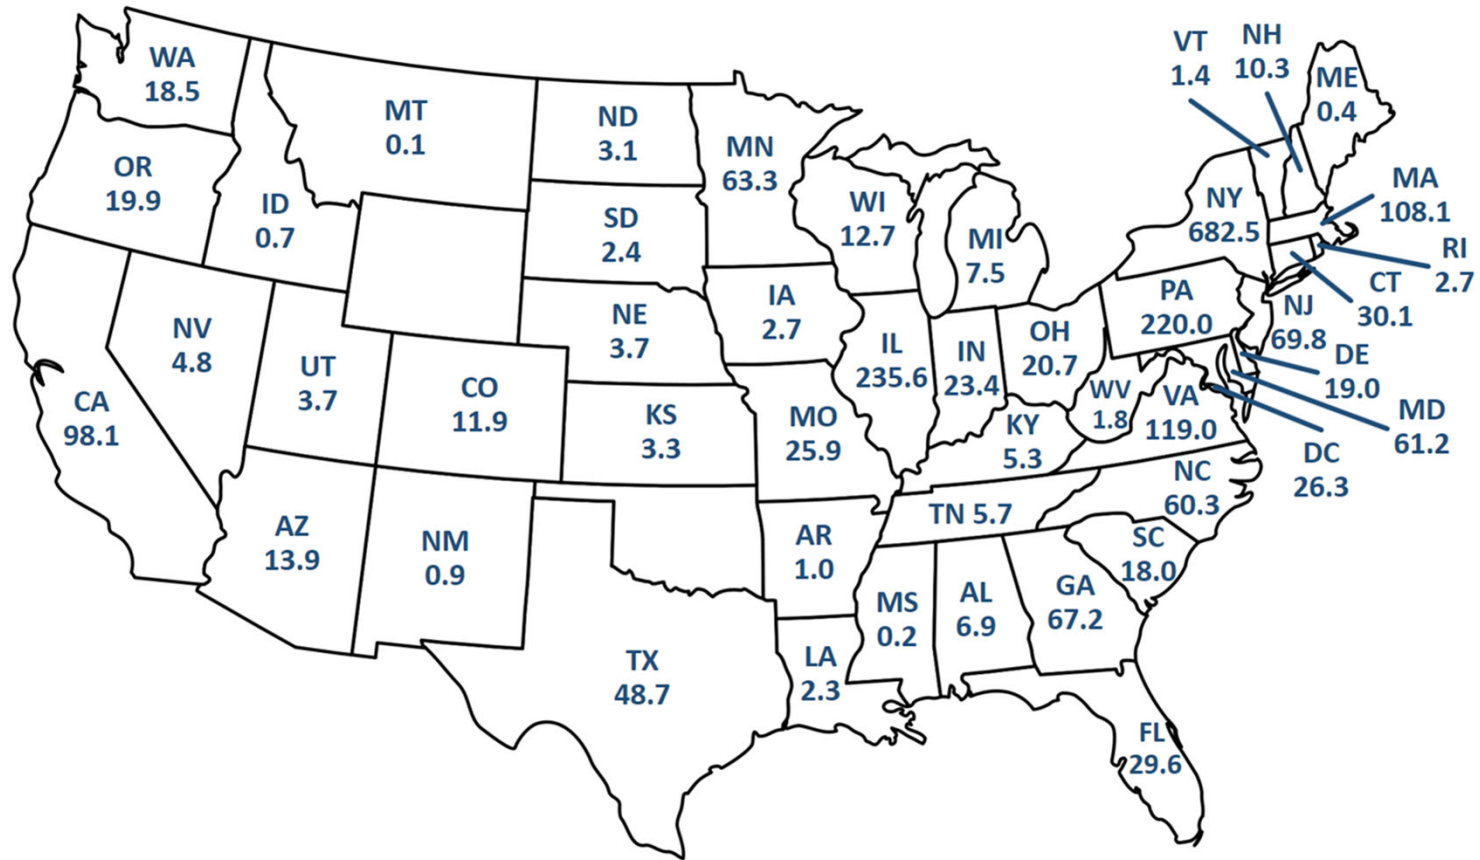 WA
18.5
OR
19.9
CA
98.1
ID
0.7
NV
4.8
MT
0.1
UT
3.7
AZ
13.9
CO
11.9
NM
0.9
ND
3.1
SD
2.4
NE
3.7
KS
3.3
TX
48.7
MN
63.3
IA
2.7
MO
25.9
AR
1.0
LA
2.3
WI
12.7
IL
235.6
MI
7.5
IN
23.4
OH
20.7
KY
5.3
TN 5.7
MS
0.2
AL
6.9
GA
67.2
FL
29.6
SC
18.0
NC
60.3
VA
119.0
WV
1.8
PA
220.0
NY
682.5
VT
1.4
NH
10.3
ME
0.4
MA
108.1
RI
2.7
CT
30.1
NJ
69.8
DE
19.0
MD
61.2
DC
26.3